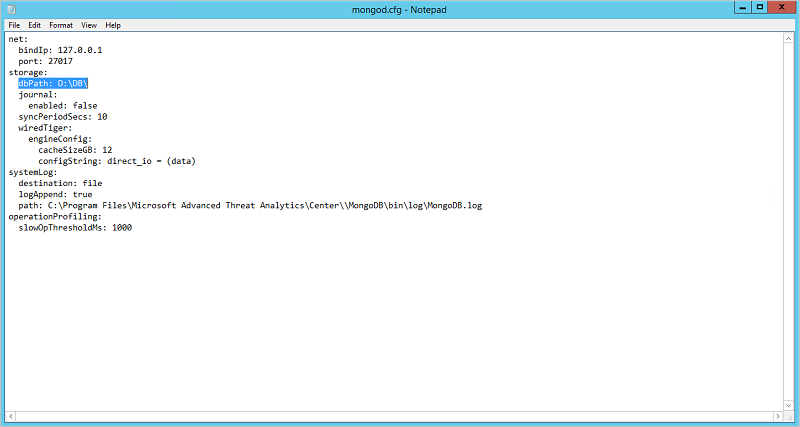 mongod.cfg - Notepad
File Edit Format View Help
net:
  bindIp: 127.0.0.1
  port: 27017
storage:
  dbPath: D:\DB\
  journal:
    enabled: false
  syncPeriodSecs: 10
  wiredTiger:
    engineConfig:
      cacheSizeGB: 12
      configString: direct_io = (data)
systemLog:
  destination: file
  logAppend: true
  path: C:\Program Files\Microsoft Advanced Threat Analytics\Center\\MongoDB\bin\log\MongoDB.log
operationProfiling:
  slowOpThresholdMs: 1000